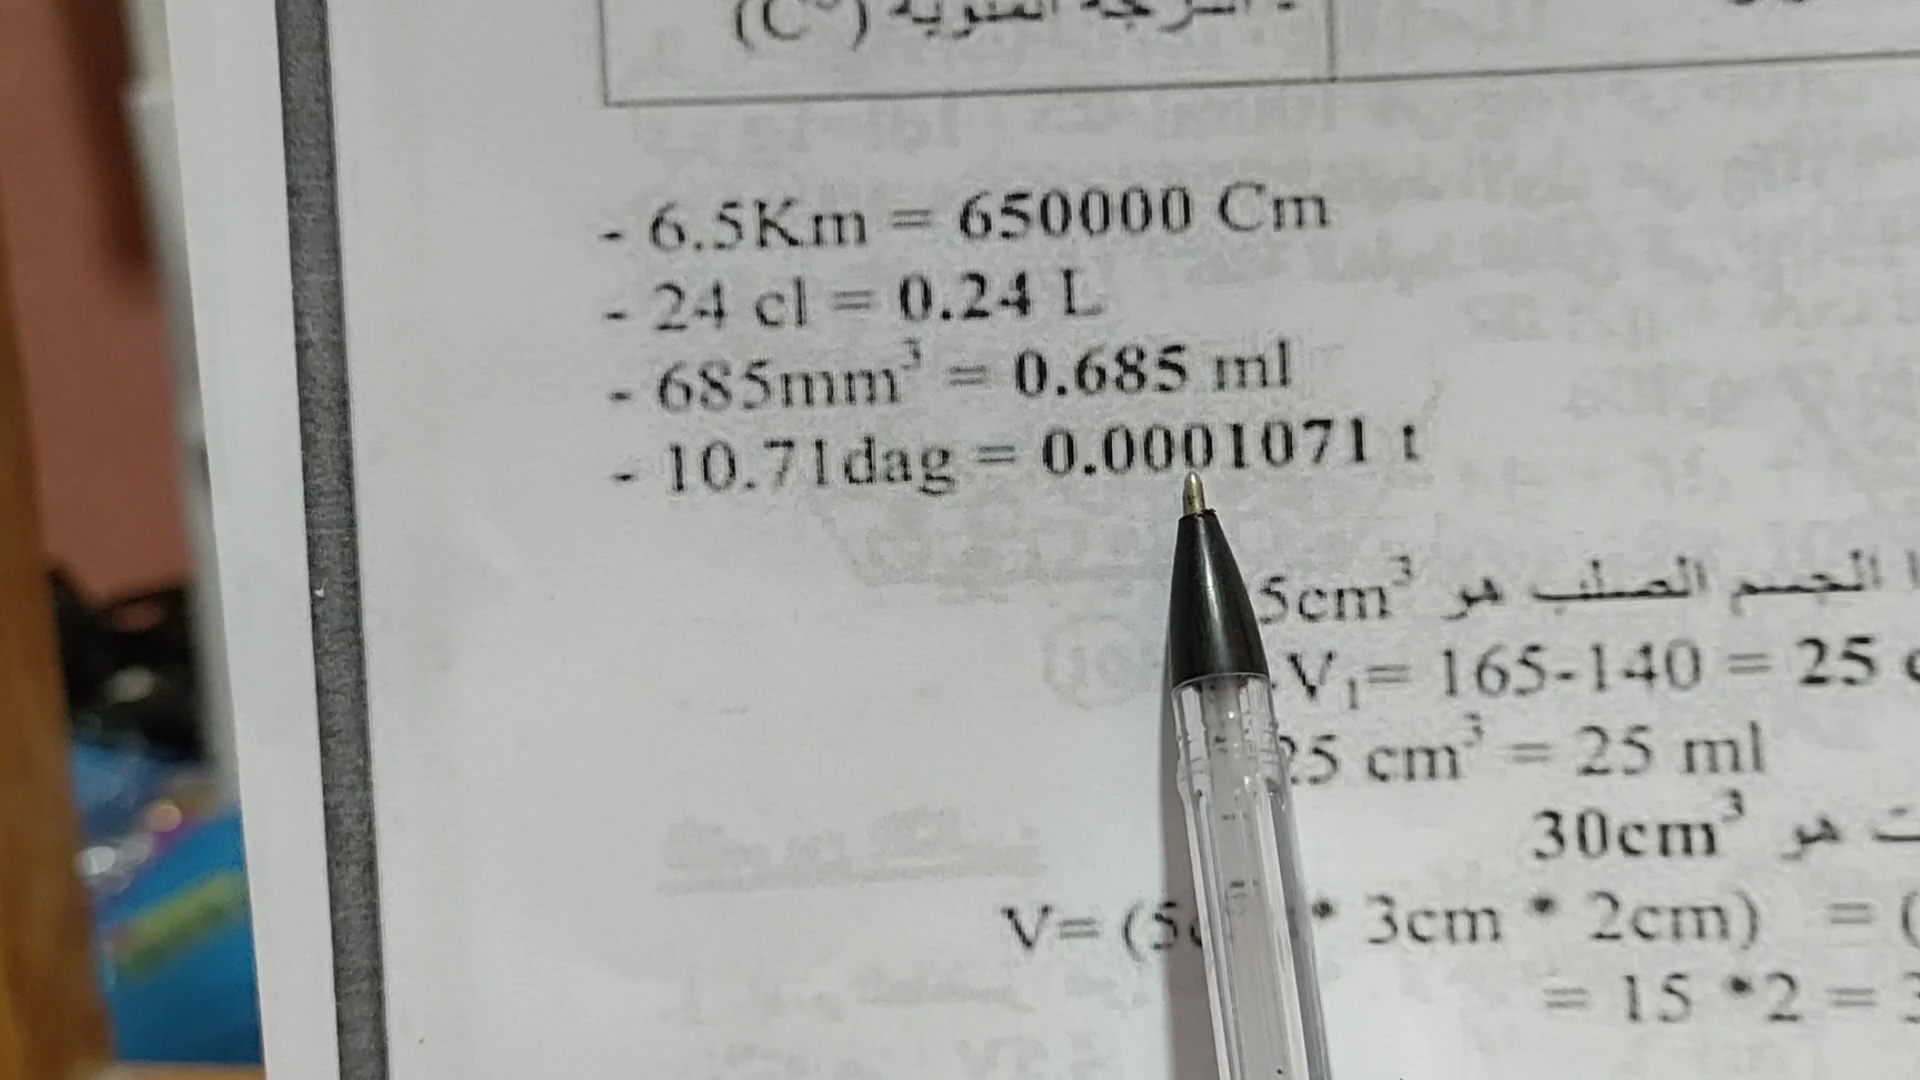 (C°)
- 6.5Km = 650000 Cm
- 24 cl = 0.24 L
- 685mm³ = 0.685 ml
- 10.71dag = 0.0001071 t
الجسم الصلب هو 5cm³
V₁= 165-140 = 25
25 cm³ = 25 ml
هو 30cm³
V= (5 * 3cm * 2cm) = (
= 15 *2 =